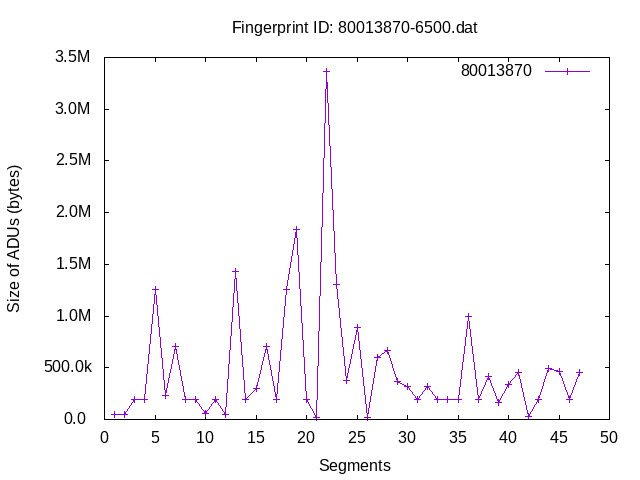 Fingerprint ID: 80013870-6500.dat
80013870
3.5M
3.0M
2.5M
2.0M
1.5M
1.0M
500.0k
0.0
Size of ADUs (bytes)
0 5 10 15 20 25 30 35 40 45 50
Segments